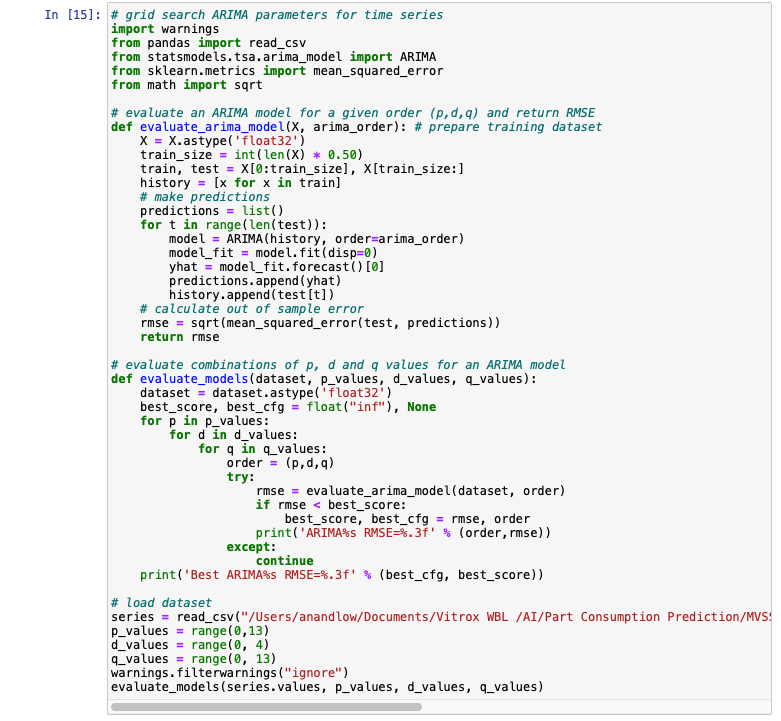 In [15]: # grid search ARIMA parameters for time series
import warnings
from pandas import read_csv
from statsmodels.tsa.arima_model import ARIMA
from sklearn.metrics import mean_squared_error
from math import sqrt
# evaluate an ARIMA model for a given order (p,d,q) and return RMSE
def evaluate_arima_model(X, arima_order): # prepare training dataset
    X = X.astype('float32')
    train_size = int(len(X) * 0.50)
    train, test = X[0:train_size], X[train_size:]
    history = [x for x in train]
    # make predictions
    predictions = list()
    for t in range(len(test)):
        model = ARIMA(history, order=arima_order)
        model_fit = model.fit(disp=0)
        yhat = model_fit.forecast()[0]
        predictions.append(yhat)
        history.append(test[t])
    # calculate out of sample error
    rmse = sqrt(mean_squared_error(test, predictions))
    return rmse
# evaluate combinations of p, d and q values for an ARIMA model
def evaluate_models(dataset, p_values, d_values, q_values):
    dataset = dataset.astype('float32')
    best_score, best_cfg = float("inf"), None
    for p in p_values:
        for d in d_values:
            for q in q_values:
                order = (p,d,q)
                try:
                    rmse = evaluate_arima_model(dataset, order)
                    if rmse < best_score:
                        best_score, best_cfg = rmse, order
                    print('ARIMA%s RMSE=%.3f' % (order,rmse))
                except:
                    continue
    print('Best ARIMA%s RMSE=%.3f' % (best_cfg, best_score))
# load dataset
series = read_csv("/Users/anandlow/Documents/Vitrox WBL /AI/Part Consumption Prediction/MVSS
p_values = range(0,13)
d_values = range(0, 4)
q_values = range(0, 13)
warnings.filterwarnings("ignore")
evaluate_models(series.values, p_values, d_values, q_values)